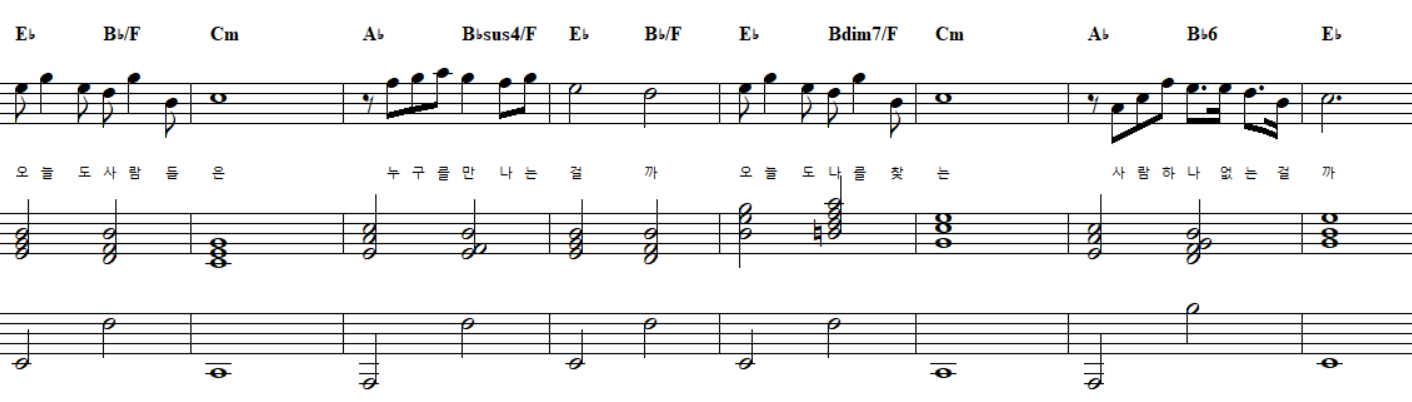 E♭ B♭/F Cm A♭ B♭sus4/F E♭ B♭/F E♭ Bdim7/F Cm A♭ B♭6 E♭
오 늘 도 사 람 들 은 누 구 를 만 나 는 걸 까 오 늘 도 나 를 찾 는 사 람 하 나 없 는 걸 까